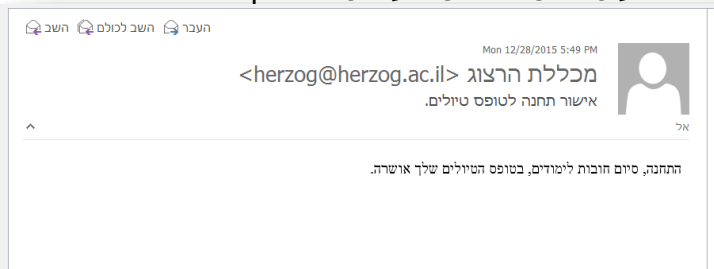 השב השב לכולם העבר
Mon 12/28/2015 5:49 PM
מכללת הרצוג <herzog@herzog.ac.il>
אישור תחנה לטופס טיולים.
אל
התחנה, סיום חובות לימודים, בטופס הטיולים שלך אושרה.